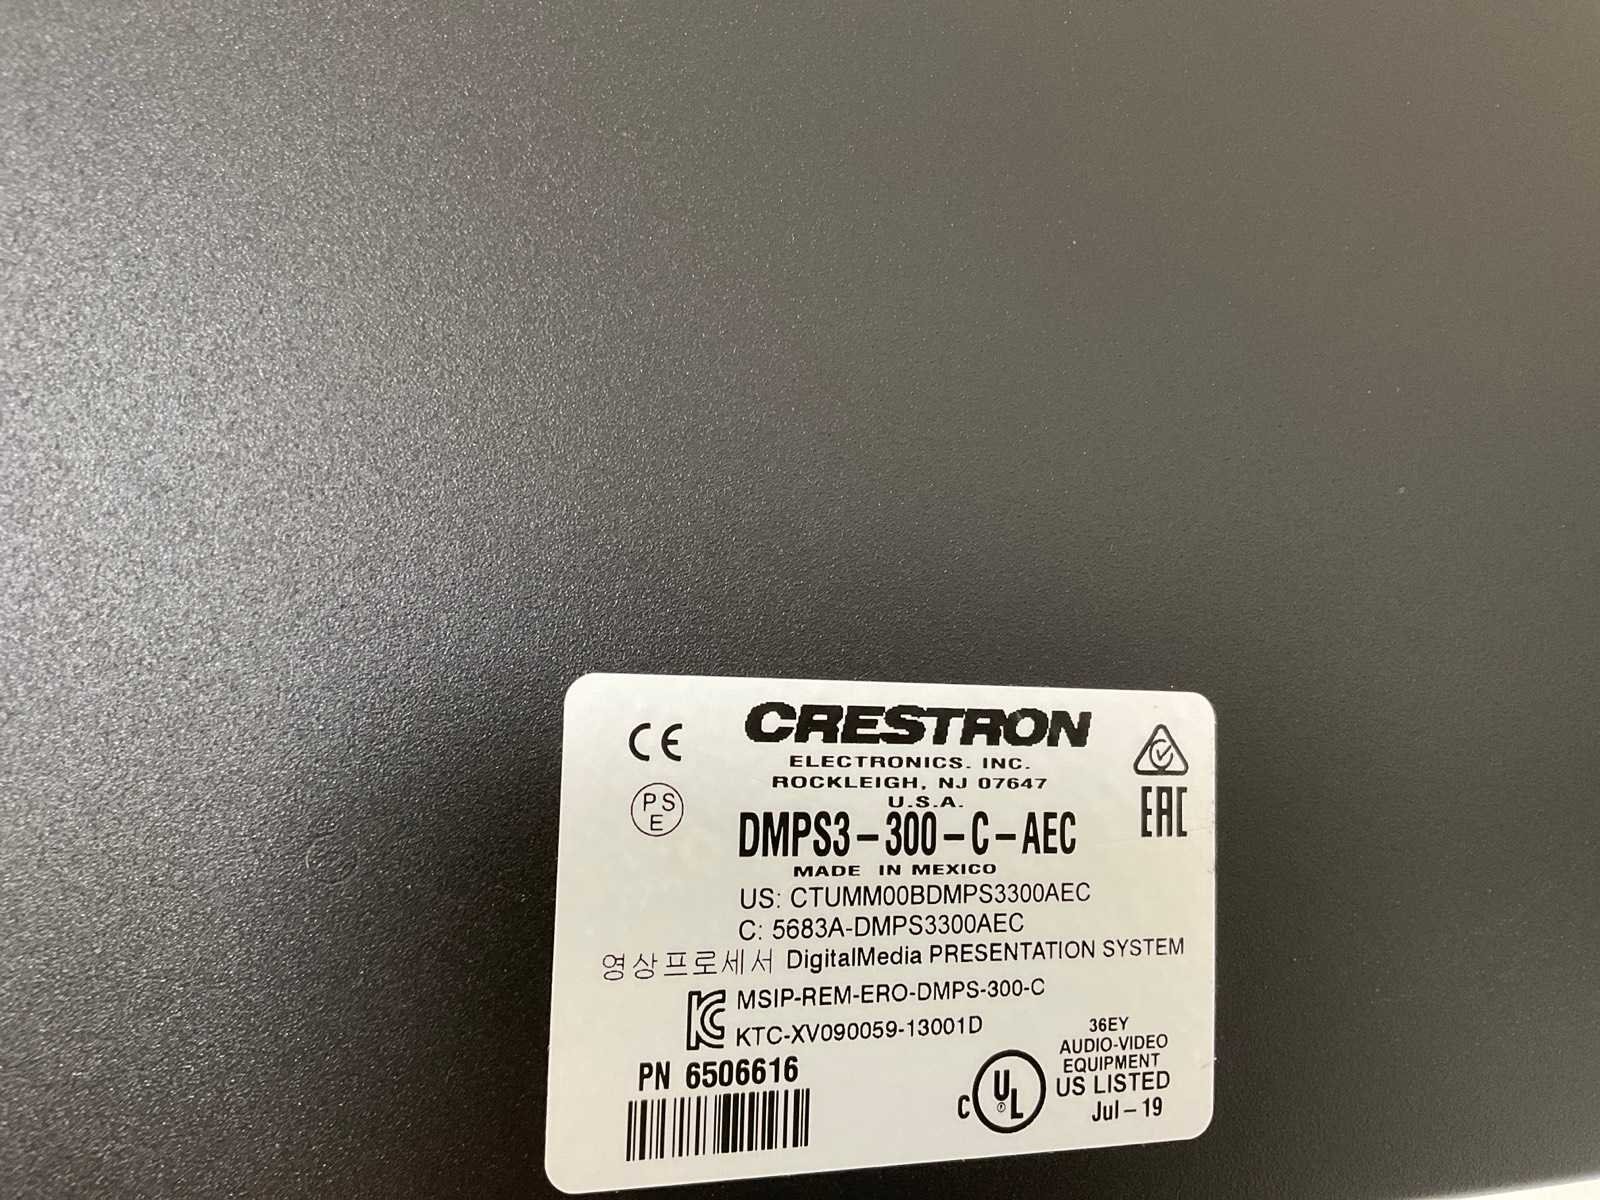 CE
CRESTRON
ELECTRONICS. INC.
ROCKLEIGH, NJ 07647
U.S.A.
PS
E
EAC
DMPS3-300-C-AEC
MADE IN MEXICO
US: CTUMM00BDMPS3300AEC
C: 5683A-DMPS3300AEC
영상프로세서 DigitalMedia PRESENTATION SYSTEM
MSIP-REM-ERO-DMPS-300-C
KTC-XV090059-13001D
PN 6506616
36EY
AUDIO-VIDEO
EQUIPMENT
C UL US LISTED
Jul-19